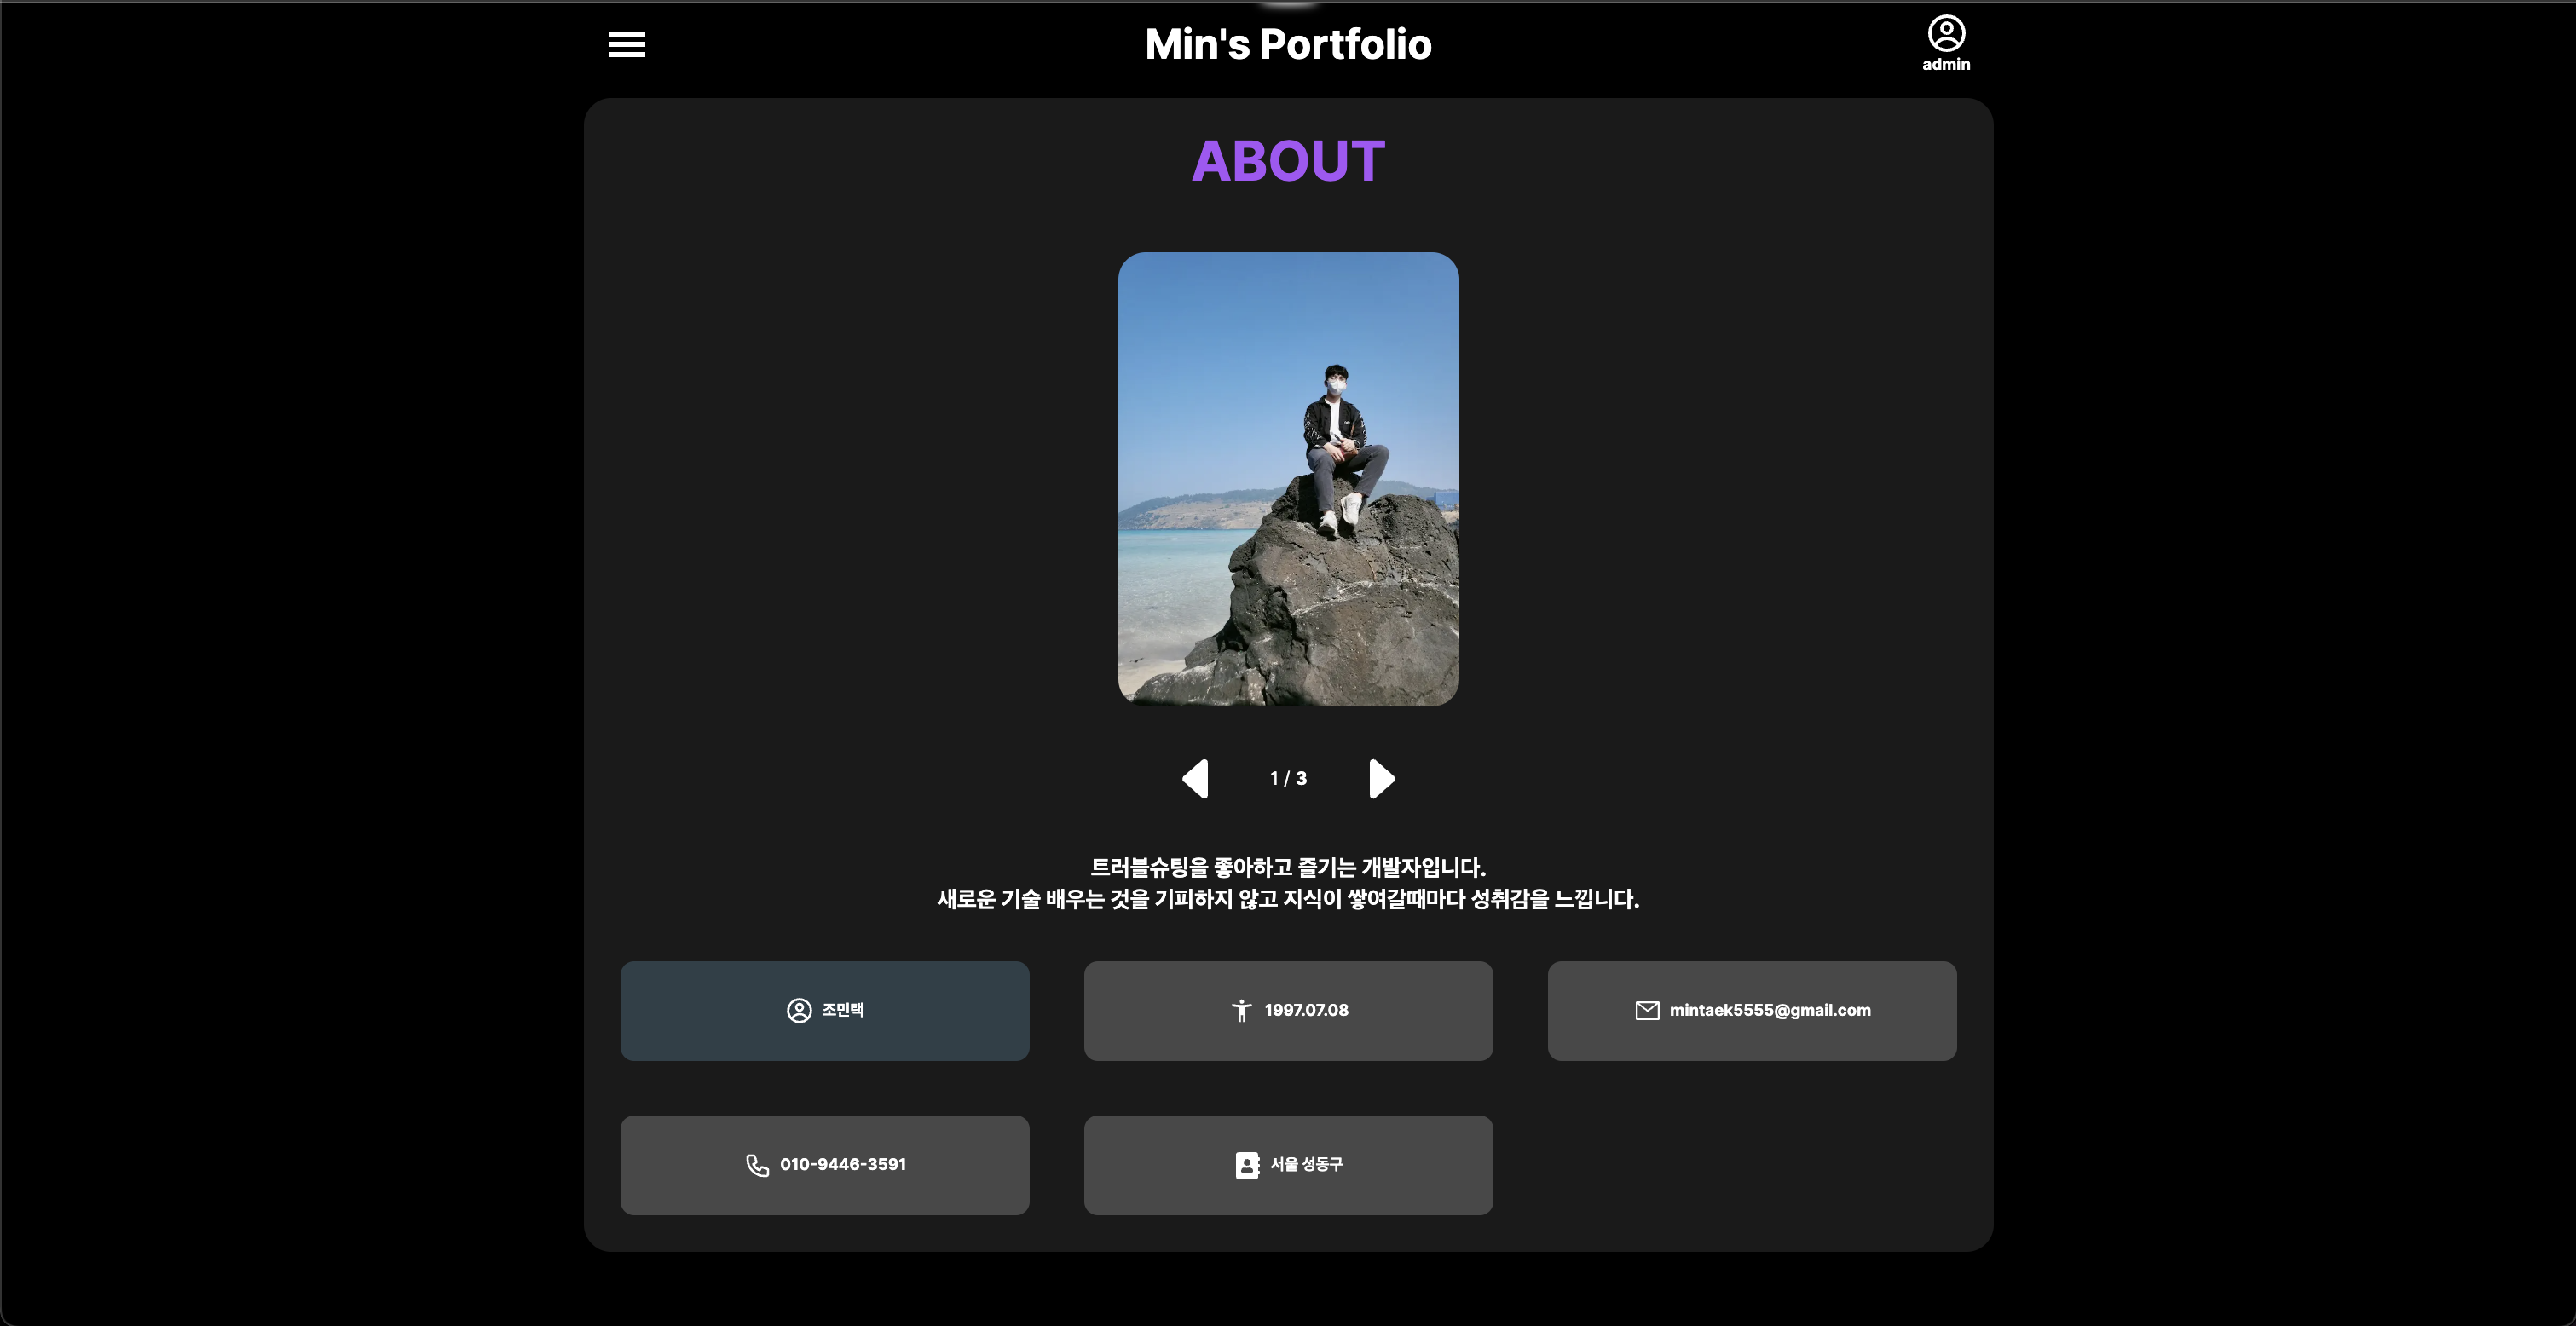 Min's Portfolio
admin
ABOUT
1 / 3
트러블슈팅을 좋아하고 즐기는 개발자입니다.
새로운 기술 배우는 것을 기피하지 않고 지식이 쌓여갈때마다 성취감을 느낍니다.
조민택
1997.07.08
mintaek5555@gmail.com
010-9446-3591
서울 성동구